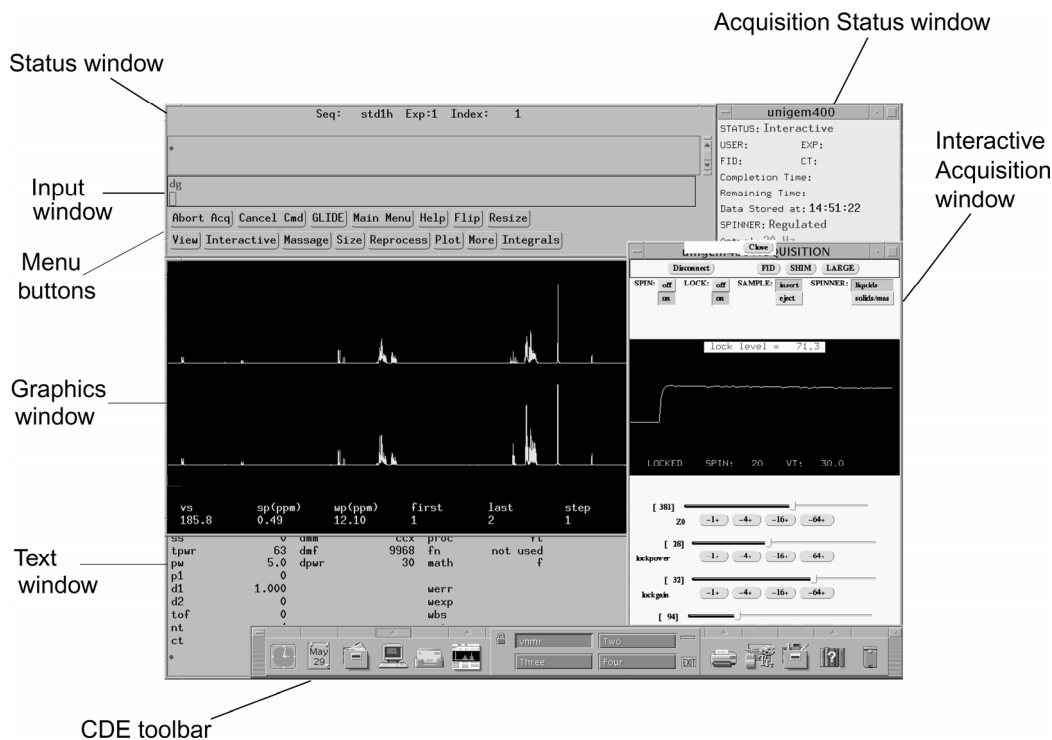 Acquisition Status window
Status window
Seq: std1h Exp:1 Index: 1
unigem400
STATUS: Interactive
USER: EXP:
FID: CT:
Completion Time:
Remaining Time:
Data Stored at: 14:51:22
SPINNER: Regulated
Interactive
Acquisition
window
Input
window
dg
Abort Acq Cancel Cmd GLIDE Main Menu Help Flip Resize
View Interactive Massage Size Reprocess Plot More Integrals
Menu
buttons
Close
Disconnect FID SHIM LARGE
SPIN: off LOCK: off SAMPLE: insert SPINNER: liquids
on on eject solids/mas
lock level = 71.3
LOCKED SPIN: 20 VT: 30.0
Graphics
window
vs sp(ppm) wp(ppm) first last step
185.8 0.49 12.10 1 2 1
[ 381]
Z0 -1+ -4+ -16+ -64+
[ 28]
lockpower -1+ -4+ -16+ -64+
[ 32]
lockgain -1+ -4+ -16+ -64+
[ 94]
Text
window
ss 0 dmm ccx proc ft
tpwr 63 dmf 9968 fn not used
pw 5.0 dpwr 30 math f
p1 0
d1 1.000 werr
d2 0 wexp
tof 0 wbs
nt
ct
May
29
vnmr Two
Three Four EXIT
CDE toolbar